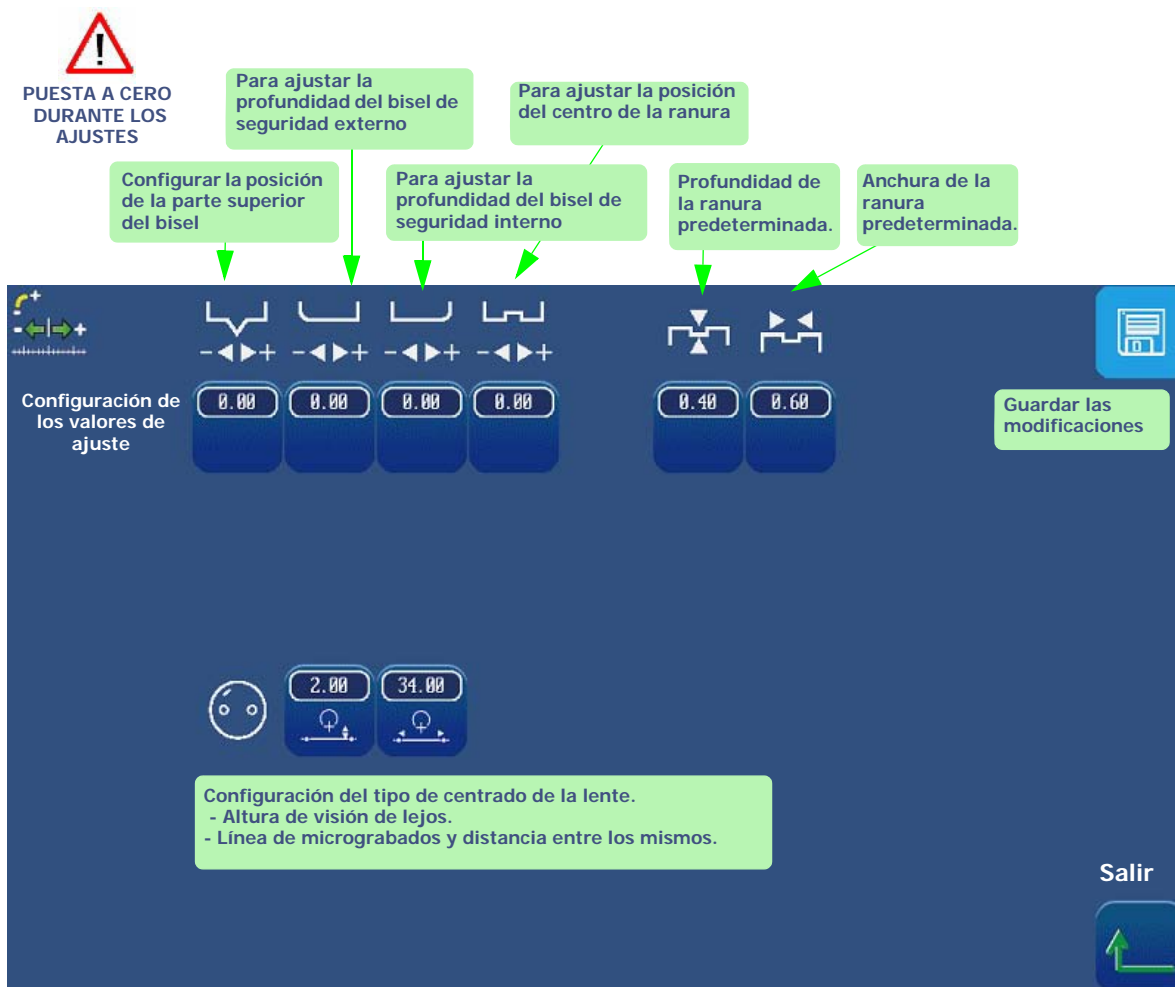 PUESTA A CERO
DURANTE LOS
AJUSTES
Para ajustar la
profundidad del bisel de
seguridad externo
Para ajustar la posición
del centro de la ranura
Configurar la posición
de la parte superior
del bisel
Para ajustar la
profundidad del bisel de
seguridad interno
Profundidad de
la ranura
predeterminada.
Anchura de la
ranura
predeterminada.
Configuración de
los valores de
ajuste
0.00
0.00
0.00
0.00
0.40
0.60
Guardar las
modificaciones
2.00
34.00
Configuración del tipo de centrado de la lente.
- Altura de visión de lejos.
- Línea de micrograbados y distancia entre los mismos.
Salir